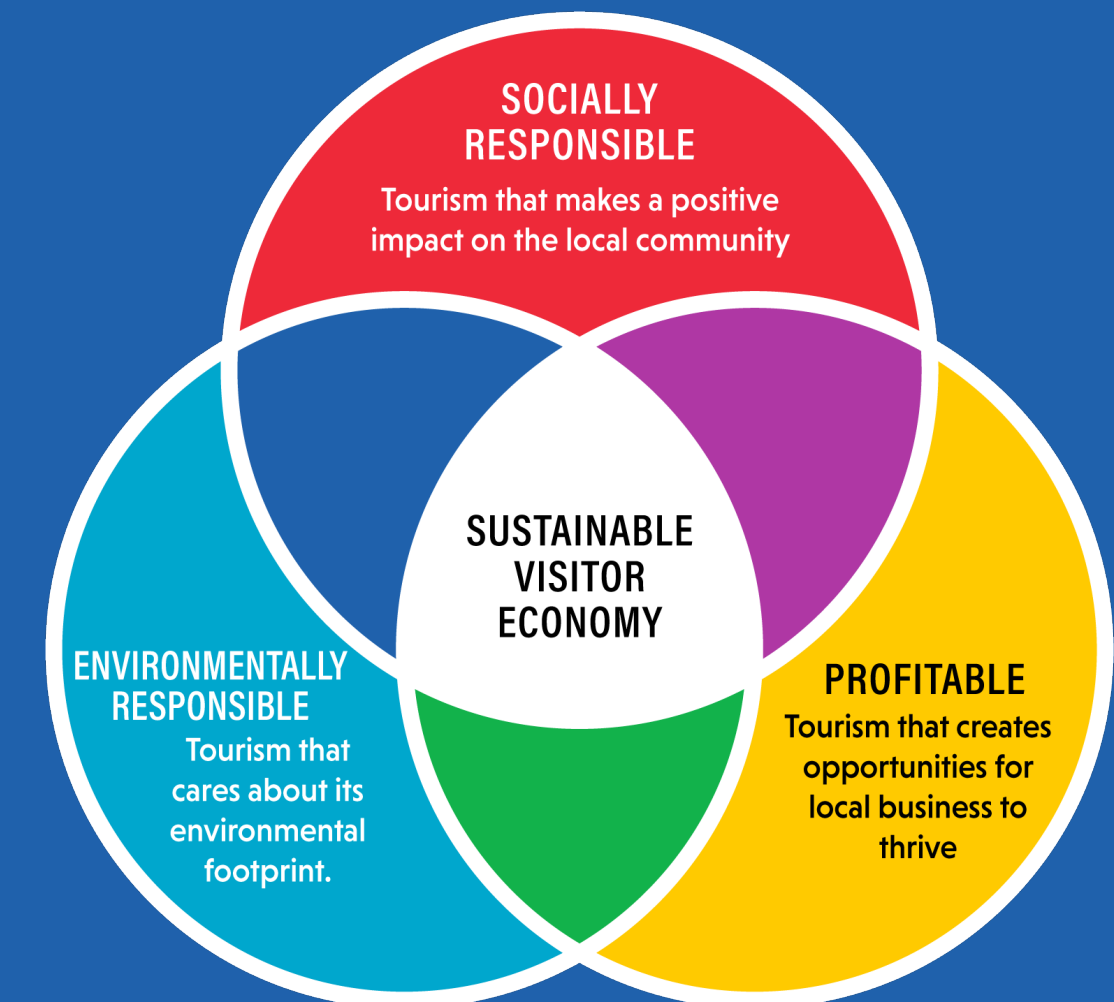 SOCIALLY
RESPONSIBLE
Tourism that makes a positive
impact on the local community
SUSTAINABLE
VISITOR
ECONOMY
ENVIRONMENTALLY
RESPONSIBLE
Tourism that
cares about its
environmental
footprint.
PROFITABLE
Tourism that creates
opportunities for
local business to
thrive